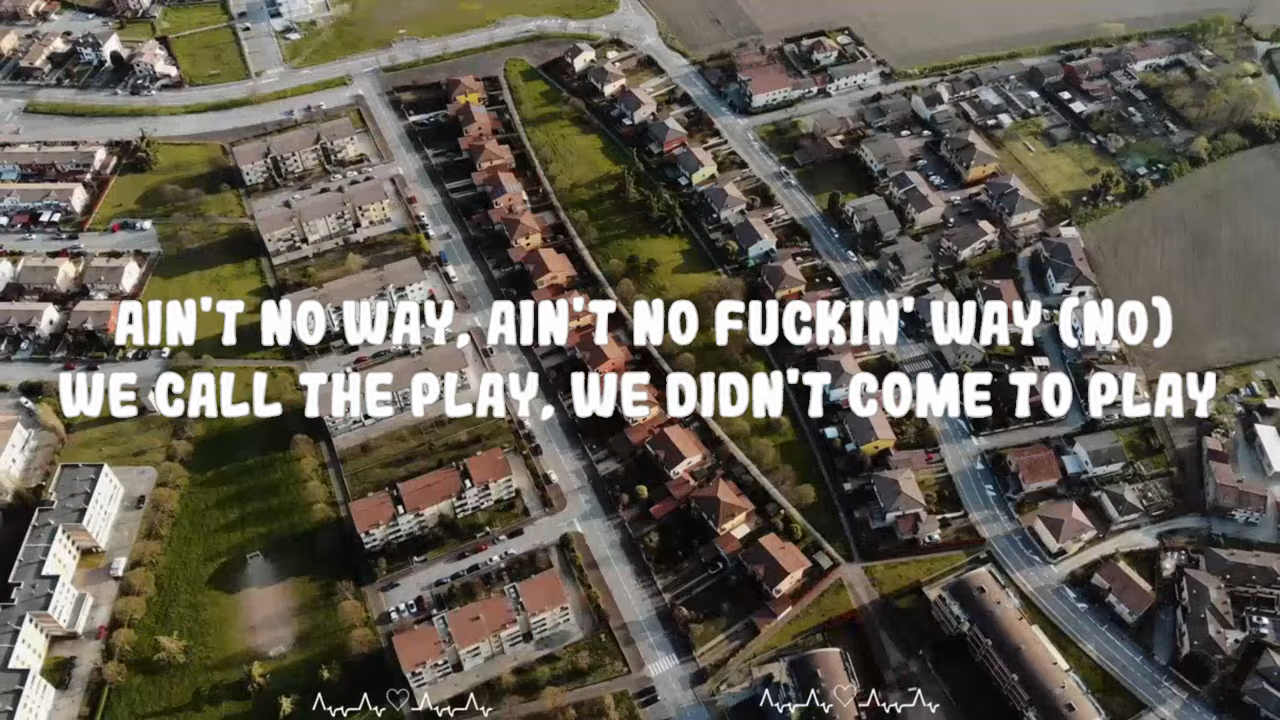 AIN'T NO WAY, AIN'T NO FUCKIN' WAY (NO)
WE CALL THE PLAY, WE DIDN'T COME TO PLAY